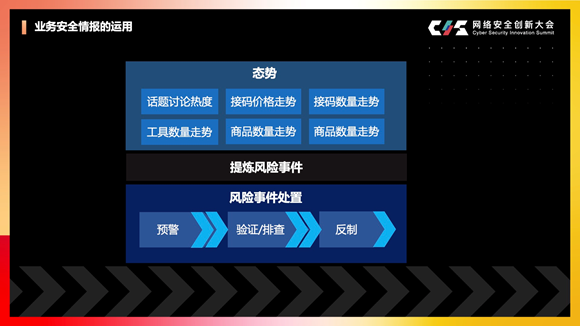 业务安全情报的运用
CIS 网络安全创新大会
Cyber Security Innovation Summit
态势
话题讨论热度 接码价格走势 接码数量走势
工具数量走势 商品数量走势 商品数量走势
提炼风险事件
风险事件处置
预警 验证/排查 反制